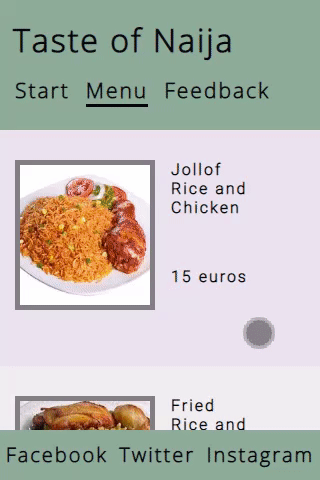 Taste of Naija
Start Menu Feedback
Jollof
Rice and
Chicken
15 euros
Fried
Rice and
Facebook Twitter Instagram